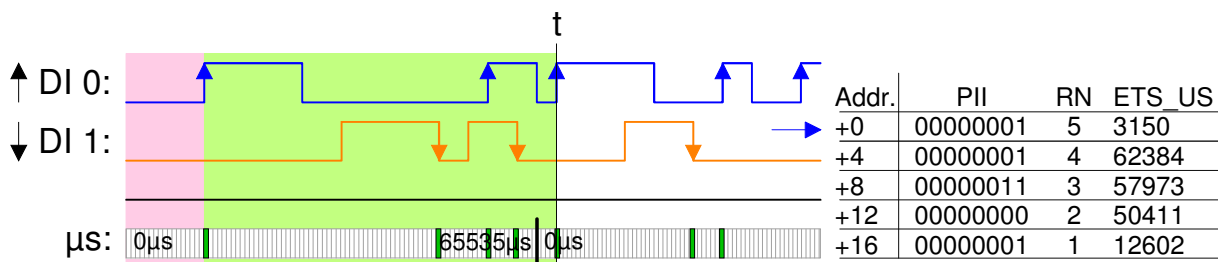 t
DI 0:
DI 1:
µs: 0µs 65535µs 0µs
Addr. PII RN ETS_US
+0 00000001 5 3150
+4 00000001 4 62384
+8 00000011 3 57973
+12 00000000 2 50411
+16 00000001 1 12602